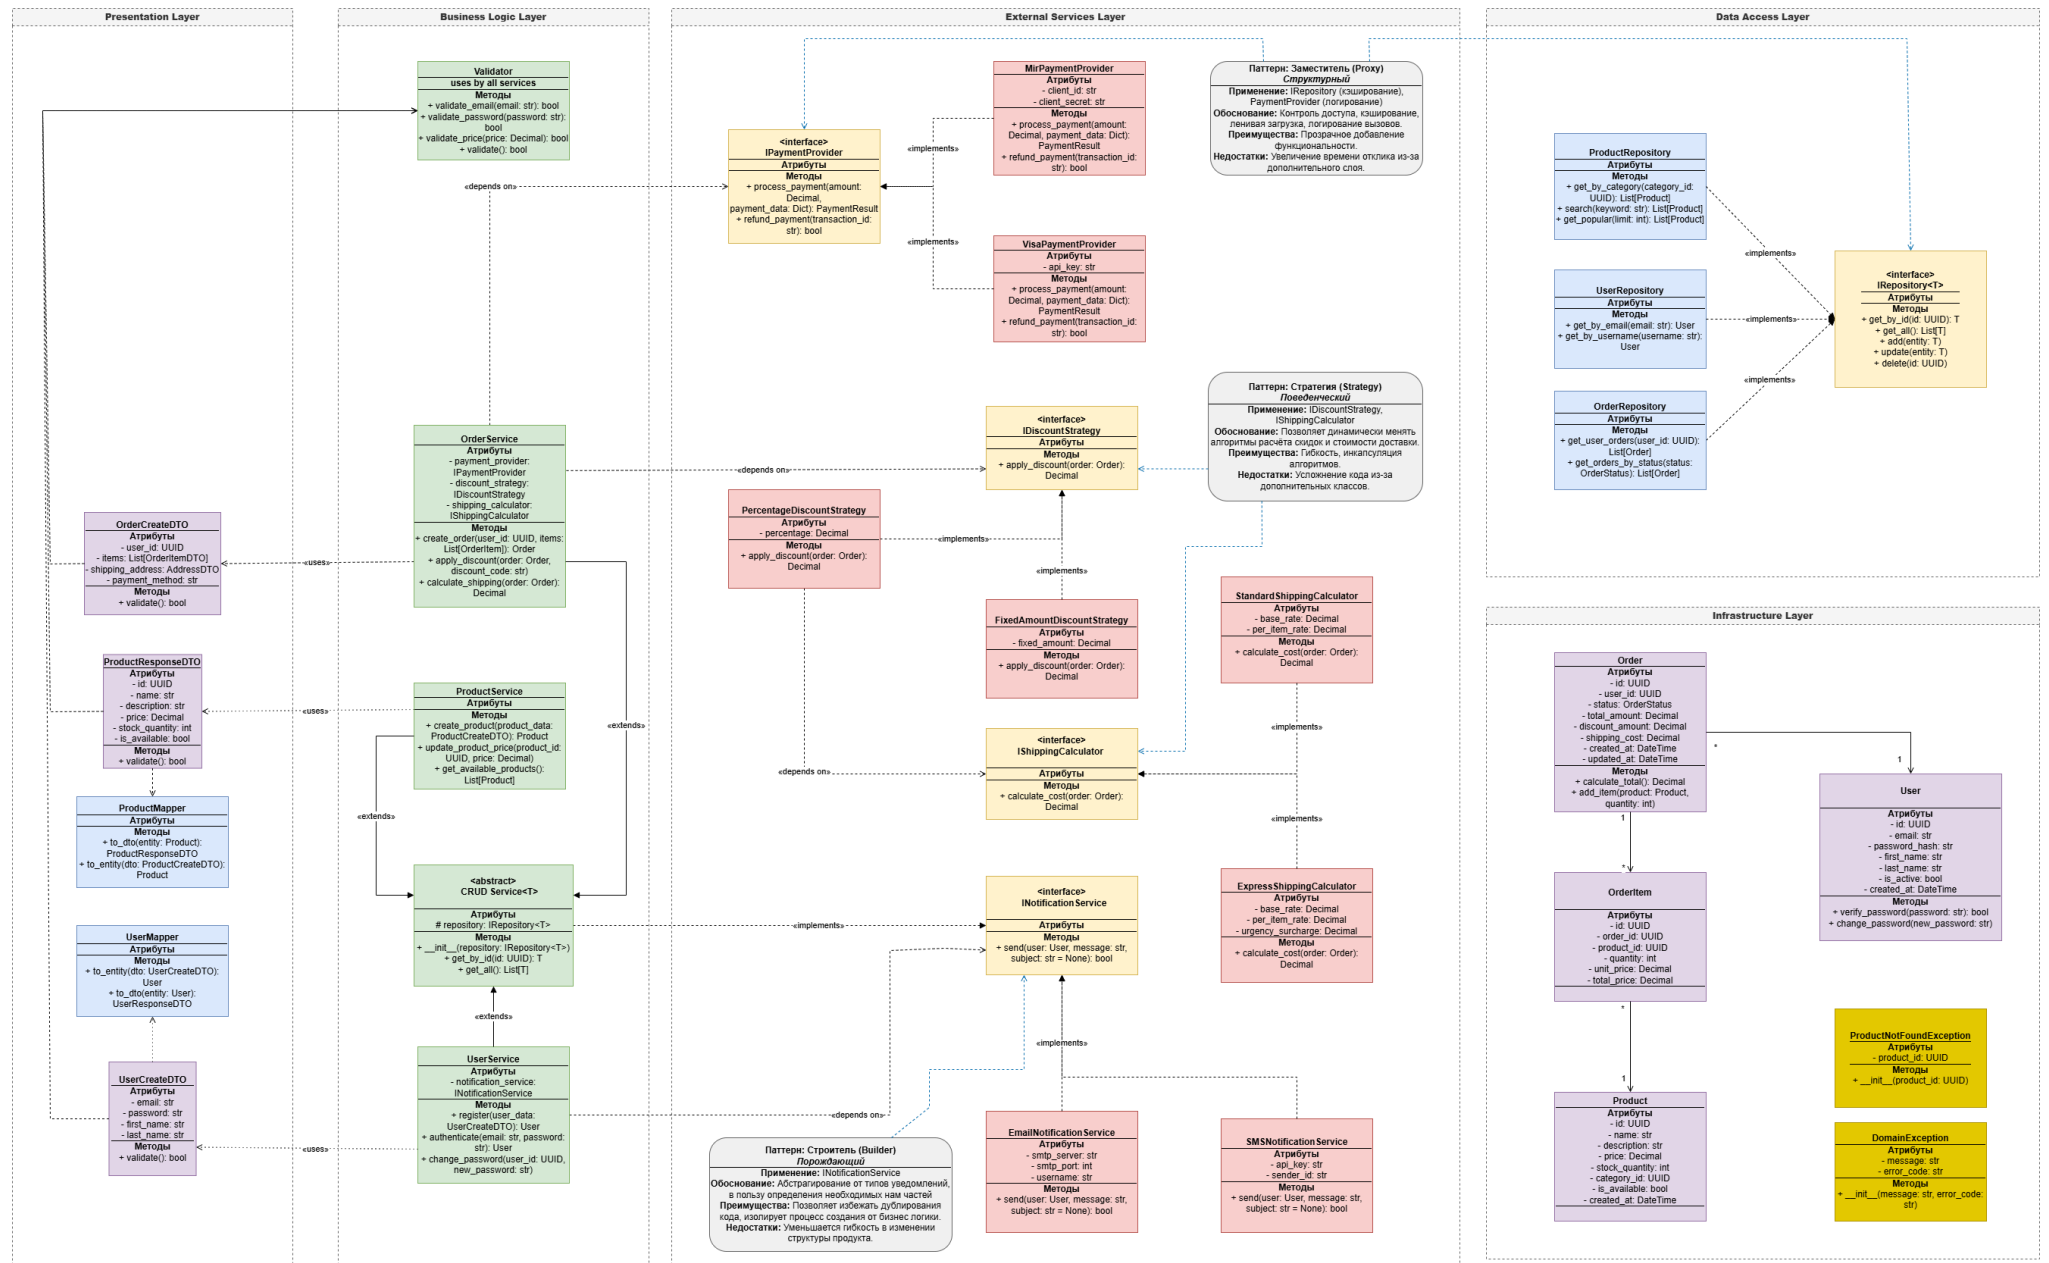 Presentation Layer
OrderCreateDTO
Атрибуты
- user_id: UUID
- items: List[OrderItemDTO]
- shipping_address: AddressDTO
- payment_method: str
Методы
+ validate(): bool
ProductResponseDTO
Атрибуты
- id: UUID
- name: str
- description: str
- price: Decimal
- stock_quantity: int
- is_available: bool
Методы
+ validate(): bool
ProductMapper
Атрибуты
Методы
+ to_dto(entity: Product):
ProductResponseDTO
+ to_entity(dto: ProductCreateDTO):
Product
UserMapper
Атрибуты
Методы
+ to_entity(dto: UserCreateDTO):
User
+ to_dto(entity: User):
UserResponseDTO
UserCreateDTO
Атрибуты
- email: str
- password: str
- first_name: str
- last_name: str
Методы
+ validate(): bool
«uses»
«uses»
«uses»
Business Logic Layer
Validator
uses by all services
Методы
+ validate_email(email: str): bool
+ validate_password(password: str):
bool
+ validate_price(price: Decimal): bool
+ validate(): bool
«depends on»
OrderService
Атрибуты
- payment_provider:
IPaymentProvider
- discount_strategy:
IDiscountStrategy
- shipping_calculator:
IShippingCalculator
Методы
+ create_order(user_id: UUID, items:
List[OrderItem]): Order
+ apply_discount(order: Order,
discount_code: str)
+ calculate_shipping(order: Order):
Decimal
ProductService
Атрибуты
Методы
+ create_product(product_data:
ProductCreateDTO): Product
+ update_product_price(product_id:
UUID, price: Decimal)
+ get_available_products():
List[Product]
«extends»
«extends»
<abstract>
CRUD Service<T>
Атрибуты
# repository: IRepository<T>
Методы
+ __init__(repository: IRepository<T>)
+ get_by_id(id: UUID): T
+ get_all(): List[T]
«extends»
UserService
Атрибуты
- notification_service:
INotificationService
Методы
+ register(user_data:
UserCreateDTO): User
+ authenticate(email: str, password:
str): User
+ change_password(user_id: UUID,
new_password: str)
External Services Layer
<interface>
IPaymentProvider
Атрибуты
Методы
+ process_payment(amount:
Decimal,
payment_data: Dict): PaymentResult
+ refund_payment(transaction_id:
str): bool
«implements»
«implements»
MirPaymentProvider
Атрибуты
- client_id: str
- client_secret: str
Методы
+ process_payment(amount:
Decimal, payment_data: Dict):
PaymentResult
+ refund_payment(transaction_id:
str): bool
VisaPaymentProvider
Атрибуты
- api_key: str
Методы
+ process_payment(amount:
Decimal, payment_data: Dict):
PaymentResult
+ refund_payment(transaction_id:
str): bool
Паттерн: Заместитель (Proxy)
Структурный
Применение: IRepository (кэширование),
PaymentProvider (логирование)
Обоснование: Контроль доступа, кэширование,
ленивая загрузка, логирование вызовов.
Преимущества: Прозрачное добавление
функциональности.
Недостатки: Увеличение времени отклика из-за
дополнительного слоя.
«depends on»
<interface>
IDiscountStrategy
Атрибуты
Методы
+ apply_discount(order: Order):
Decimal
Паттерн: Стратегия (Strategy)
Поведенческий
Применение: IDiscountStrategy,
IShippingCalculator
Обоснование: Позволяет динамически менять
алгоритмы расчёта скидок и стоимости доставки.
Преимущества: Гибкость, инкапсуляция
алгоритмов.
Недостатки: Усложнение кода из-за
дополнительных классов.
PercentageDiscountStrategy
Атрибуты
- percentage: Decimal
Методы
+ apply_discount(order: Order):
Decimal
«implements»
«implements»
FixedAmountDiscountStrategy
Атрибуты
- fixed_amount: Decimal
Методы
+ apply_discount(order: Order):
Decimal
StandardShippingCalculator
Атрибуты
- base_rate: Decimal
- per_item_rate: Decimal
Методы
+ calculate_cost(order: Order):
Decimal
«implements»
<interface>
IShippingCalculator
Атрибуты
Методы
+ calculate_cost(order: Order):
Decimal
«depends on»
«implements»
ExpressShippingCalculator
Атрибуты
- base_rate: Decimal
- per_item_rate: Decimal
- urgency_surcharge: Decimal
Методы
+ calculate_cost(order: Order):
Decimal
«implements»
<interface>
INotificationService
Атрибуты
Методы
+ send(user: User, message: str,
subject: str = None): bool
«implements»
«depends on»
Паттерн: Строитель (Builder)
Порождающий
Применение: INotificationService
Обоснование: Абстрагирование от типов уведомлений,
в пользу определения необходимых нам частей
Преимущества: Позволяет избежать дублирования
кода, изолирует процесс создания от бизнес логики.
Недостатки: Уменьшается гибкость в изменении
структуры продукта.
EmailNotificationService
Атрибуты
- smtp_server: str
- smtp_port: int
- username: str
Методы
+ send(user: User, message: str,
subject: str = None): bool
SMSNotificationService
Атрибуты
- api_key: str
- sender_id: str
Методы
+ send(user: User, message: str,
subject: str = None): bool
Data Access Layer
ProductRepository
Атрибуты
Методы
+ get_by_category(category_id:
UUID): List[Product]
+ search(keyword: str): List[Product]
+ get_popular(limit: int): List[Product]
UserRepository
Атрибуты
Методы
+ get_by_email(email: str): User
+ get_by_username(username: str):
User
OrderRepository
Атрибуты
Методы
+ get_user_orders(user_id: UUID):
List[Order]
+ get_orders_by_status(status:
OrderStatus): List[Order]
«implements»
«implements»
«implements»
<interface>
IRepository<T>
Атрибуты
Методы
+ get_by_id(id: UUID): T
+ get_all(): List[T]
+ add(entity: T)
+ update(entity: T)
+ delete(id: UUID)
Infrastructure Layer
Order
Атрибуты
- id: UUID
- user_id: UUID
- status: OrderStatus
- total_amount: Decimal
- discount_amount: Decimal
- shipping_cost: Decimal
- created_at: DateTime
- updated_at: DateTime
Методы
+ calculate_total(): Decimal
+ add_item(product: Product,
quantity: int)
*
1
User
Атрибуты
- id: UUID
- email: str
- password_hash: str
- first_name: str
- last_name: str
- is_active: bool
- created_at: DateTime
Методы
+ verify_password(password: str): bool
+ change_password(new_password: str)
1
*
OrderItem
Атрибуты
- id: UUID
- order_id: UUID
- product_id: UUID
- quantity: int
- unit_price: Decimal
- total_price: Decimal
*
1
Product
Атрибуты
- id: UUID
- name: str
- description: str
- price: Decimal
- stock_quantity: int
- category_id: UUID
- is_available: bool
- created_at: DateTime
ProductNotFoundException
Атрибуты
- product_id: UUID
Методы
+ __init__(product_id: UUID)
DomainException
Атрибуты
- message: str
- error_code: str
Методы
+ __init__(message: str, error_code:
str)